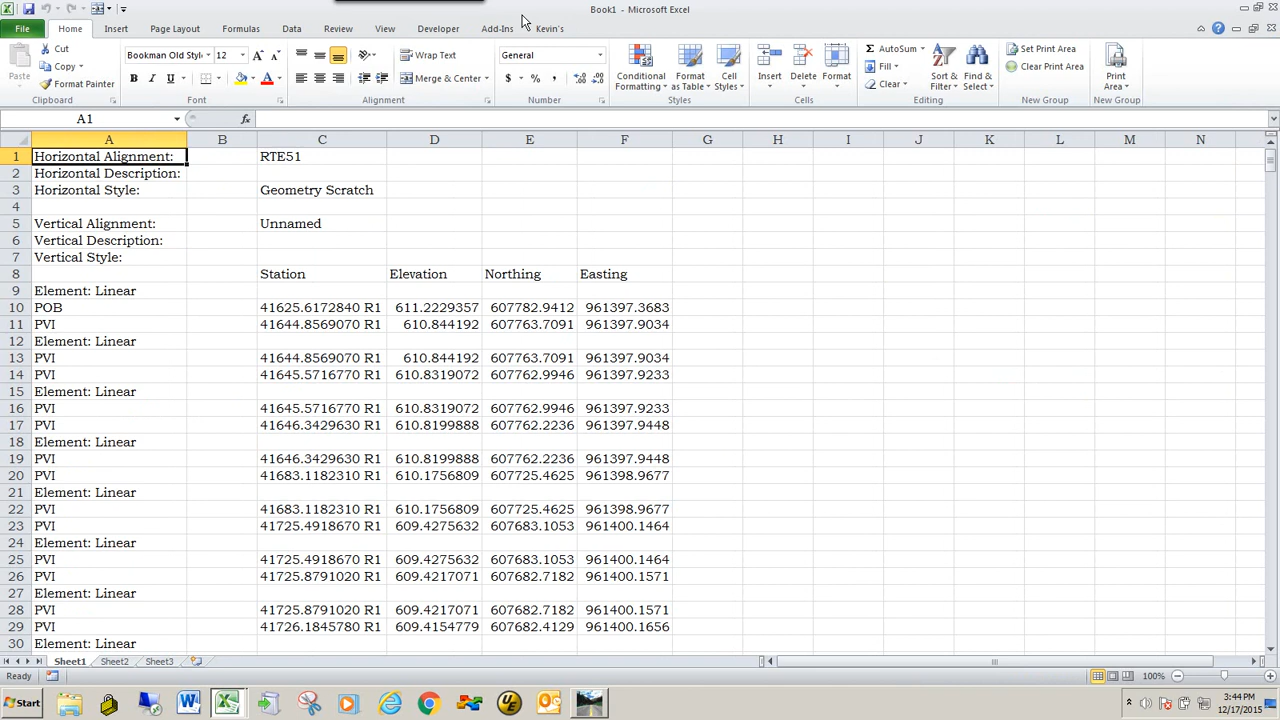 Book1 - Microsoft Excel
File Home Insert Page Layout Formulas Data Review View Developer Add-Ins Kevin's
Paste Cut Copy Format Painter
Bookman Old Styl 12
B I U A
Wrap Text
Merge & Center
General
$ % ,
Conditional Formatting
Format as Table
Cell Styles
Insert Delete Format
AutoSum Fill Clear
Sort & Filter
Find & Select
Set Print Area
Clear Print Area
Print Area
Clipboard Font Alignment Number Styles Cells Editing New Group New Group
A1 fx
A B C D E F G H I J K L M N
1 Horizontal Alignment: RTE51
2 Horizontal Description:
3 Horizontal Style: Geometry Scratch
4
5 Vertical Alignment: Unnamed
6 Vertical Description:
7 Vertical Style:
8 Station Elevation Northing Easting
9 Element: Linear
10 POB 41625.6172840 R1 611.2229357 607782.9412 961397.3683
11 PVI 41644.8569070 R1 610.844192 607763.7091 961397.9034
12 Element: Linear
13 PVI 41644.8569070 R1 610.844192 607763.7091 961397.9034
14 PVI 41645.5716770 R1 610.8319072 607762.9946 961397.9233
15 Element: Linear
16 PVI 41645.5716770 R1 610.8319072 607762.9946 961397.9233
17 PVI 41646.3429630 R1 610.8199888 607762.2236 961397.9448
18 Element: Linear
19 PVI 41646.3429630 R1 610.8199888 607762.2236 961397.9448
20 PVI 41683.1182310 R1 610.1756809 607725.4625 961398.9677
21 Element: Linear
22 PVI 41683.1182310 R1 610.1756809 607725.4625 961398.9677
23 PVI 41725.4918670 R1 609.4275632 607683.1053 961400.1464
24 Element: Linear
25 PVI 41725.4918670 R1 609.4275632 607683.1053 961400.1464
26 PVI 41725.8791020 R1 609.4217071 607682.7182 961400.1571
27 Element: Linear
28 PVI 41725.8791020 R1 609.4217071 607682.7182 961400.1571
29 PVI 41726.1845780 R1 609.4154779 607682.4129 961400.1656
30 Element: Linear
Sheet1 Sheet2 Sheet3
Ready 100%
Start 3:44 PM
12/17/2015